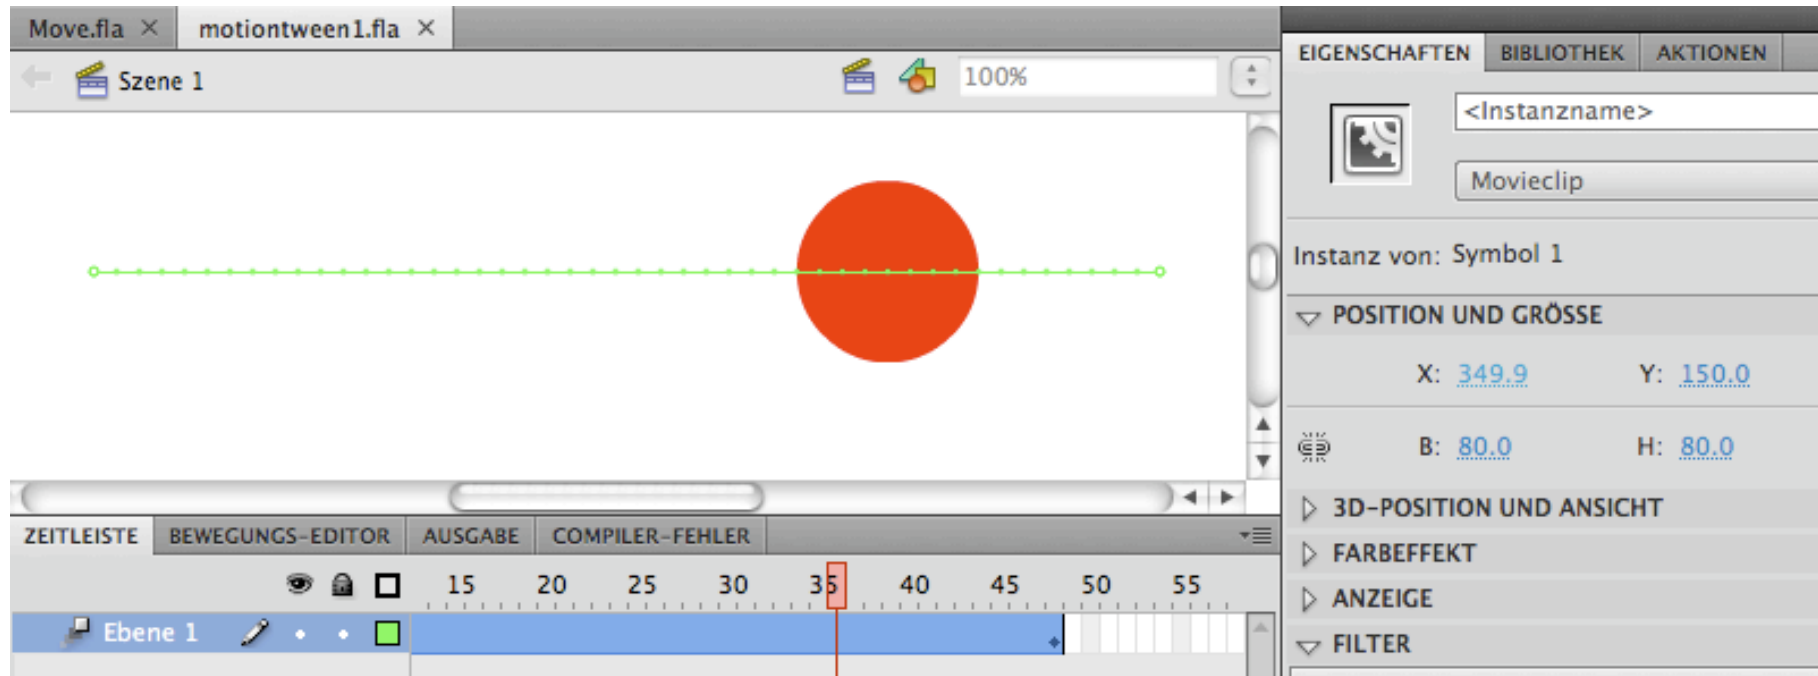 Move.fla × motiontween1.fla ×
Szene 1 100%
ZEITLEISTE BEWEGUNGS-EDITOR AUSGABE COMPILER-FEHLER
15 20 25 30 35 40 45 50 55
Ebene 1
EIGENSCHAFTEN BIBLIOTHEK AKTIONEN
<Instanzname>
Movieclip
Instanz von: Symbol 1
POSITION UND GRÖSSE
X: 349.9 Y: 150.0
B: 80.0 H: 80.0
3D-POSITION UND ANSICHT
FARBEFFEKT
ANZEIGE
FILTER